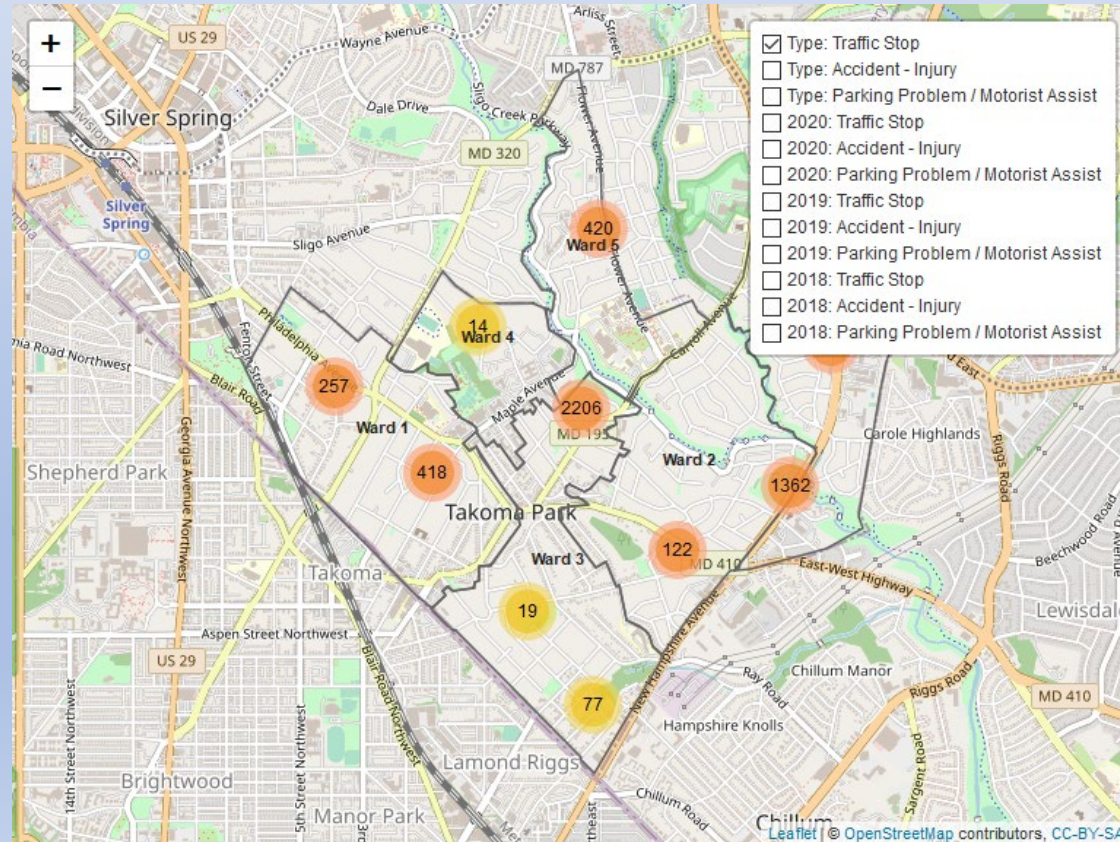 +
−
Type: Traffic Stop
Type: Accident - Injury
Type: Parking Problem / Motorist Assist
2020: Traffic Stop
2020: Accident - Injury
2020: Parking Problem / Motorist Assist
2019: Traffic Stop
2019: Accident - Injury
2019: Parking Problem / Motorist Assist
2018: Traffic Stop
2018: Accident - Injury
2018: Parking Problem / Motorist Assist
US 29
Wayne Avenue
Arliss Street
MD 787
Silver Spring
Dale Drive
Sligo Creek Parkway
Flower Avenue
MD 320
Silver
Spring
Sligo Avenue
420
Ward 5
Flower Avenue
Philadelphia Avenue
14
Ward 4
Carroll Avenue
Fenton Street
Road Northwest
Blair Road
257
Maple Avenue
2206
MD 195
Ward 1
Georgia Avenue Northwest
East
Carole Highlands
Ward 2
Shepherd Park
418
1362
Riggs Road
Takoma Park
122
MD 410
Ward 3
Beechwood Road
Avenue
Takoma
East-West Highway
19
Lewisdale
Aspen Street Northwest
US 29
Blair Road Northwest
New Hampshire Avenue
Ray Road
Chillum Manor
Riggs Road
MD 410
77
Hampshire Knolls
14th Street Northwest
5th Street Northwest
Lamond Riggs
Brightwood
Manor Park
Chillum Road
Sargent Road
Chillum
Leaflet | © OpenStreetMap contributors, CC-BY-SA